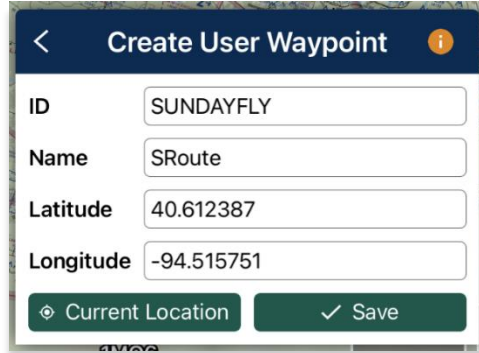 Create User Waypoint
ID SUNDAYFLY
Name SRoute
Latitude 40.612387
Longitude -94.515751
Current Location Save